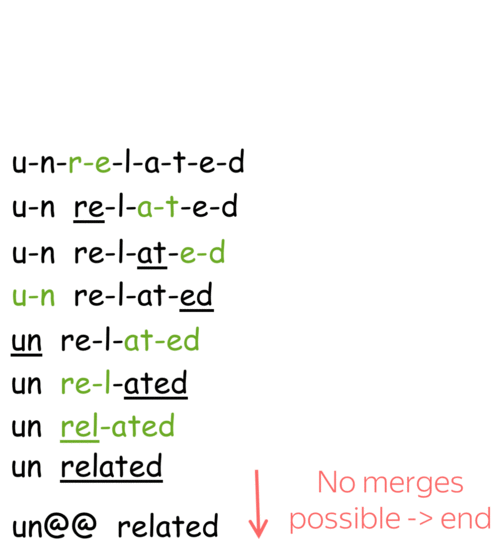 u-n-r-e-l-a-t-e-d
u-n re-l-a-t-e-d
u-n re-l-at-e-d
u-n re-l-at-ed
un re-l-at-ed
un re-l-ated
un rel-ated
un related
No merges
possible -> end
un@@ related